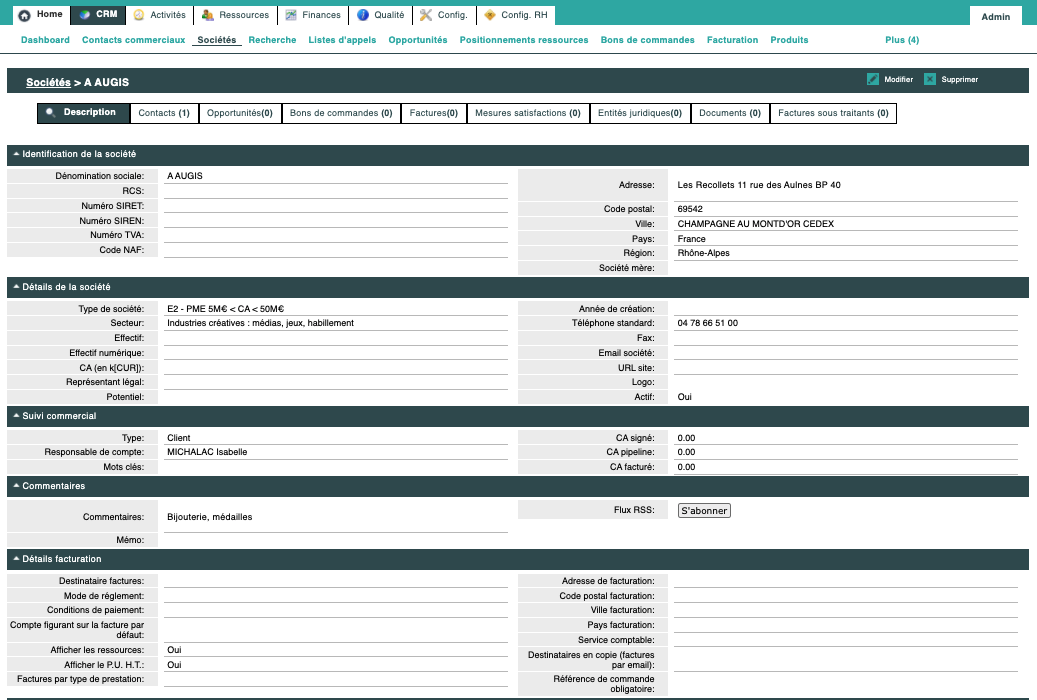 Home CRM Activités Ressources Finances Qualité Config. Config. RH Admin
Dashboard Contacts commerciaux Sociétés Recherche Listes d'appels Opportunités Positionnements ressources Bons de commandes Facturation Produits Plus (4)
Sociétés > A AUGIS Modifier Supprimer
Description Contacts (1) Opportunités(0) Bons de commandes (0) Factures(0) Mesures satisfactions (0) Entités juridiques(0) Documents (0) Factures sous traitants (0)
Identification de la société
Dénomination sociale: A AUGIS
RCS:
Numéro SIRET:
Numéro SIREN:
Numéro TVA:
Code NAF:
Adresse: Les Recollets 11 rue des Aulnes BP 40
Code postal: 69542
Ville: CHAMPAGNE AU MONTD'OR CEDEX
Pays: France
Région: Rhône-Alpes
Société mère:
Détails de la société
Type de société: E2 - PME 5M€ < CA < 50M€
Secteur: Industries créatives : médias, jeux, habillement
Effectif:
Effectif numérique:
CA (en k[CUR]):
Représentant légal:
Potentiel:
Année de création:
Téléphone standard: 04 78 66 51 00
Fax:
Email société:
URL site:
Logo:
Actif: Oui
Suivi commercial
Type: Client
Responsable de compte: MICHALAC Isabelle
Mots clés:
CA signé: 0.00
CA pipeline: 0.00
CA facturé: 0.00
Commentaires
Commentaires: Bijouterie, médailles
Mémo:
Flux RSS: S'abonner
Détails facturation
Destinataire factures:
Mode de réglement:
Conditions de paiement:
Compte figurant sur la facture par
défaut:
Afficher les ressources: Oui
Afficher le P.U. H.T.: Oui
Factures par type de prestation:
Adresse de facturation:
Code postal facturation:
Ville facturation:
Pays facturation:
Service comptable:
Destinataires en copie (factures
par email):
Référence de commande
obligatoire: